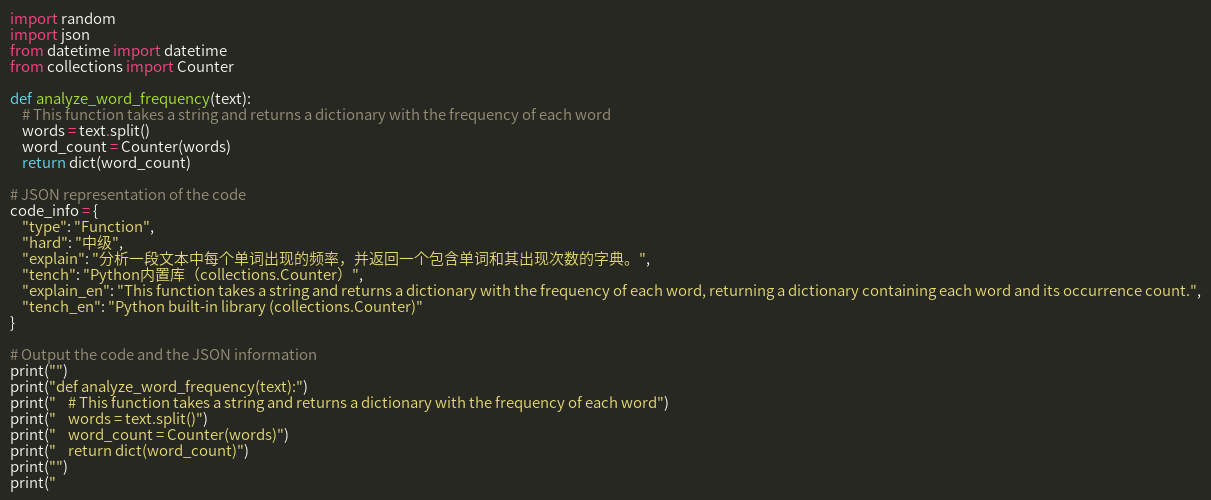 import random
import json
from datetime import datetime
from collections import Counter

def analyze_word_frequency(text):
    # This function takes a string and returns a dictionary with the frequency of each word
    words = text.split()
    word_count = Counter(words)
    return dict(word_count)

# JSON representation of the code
code_info = {
    "type": "Function",
    "hard": "中级",
    "explain": "分析一段文本中每个单词出现的频率，并返回一个包含单词和其出现次数的字典。",
    "tench": "Python内置库（collections.Counter）",
    "explain_en": "This function takes a string and returns a dictionary with the frequency of each word, returning a dictionary containing each word and its occurrence count.",
    "tench_en": "Python built-in library (collections.Counter)"
}

# Output the code and the JSON information
print("")
print("def analyze_word_frequency(text):")
print("    # This function takes a string and returns a dictionary with the frequency of each word")
print("    words = text.split()")
print("    word_count = Counter(words)")
print("    return dict(word_count)")
print("")
print("